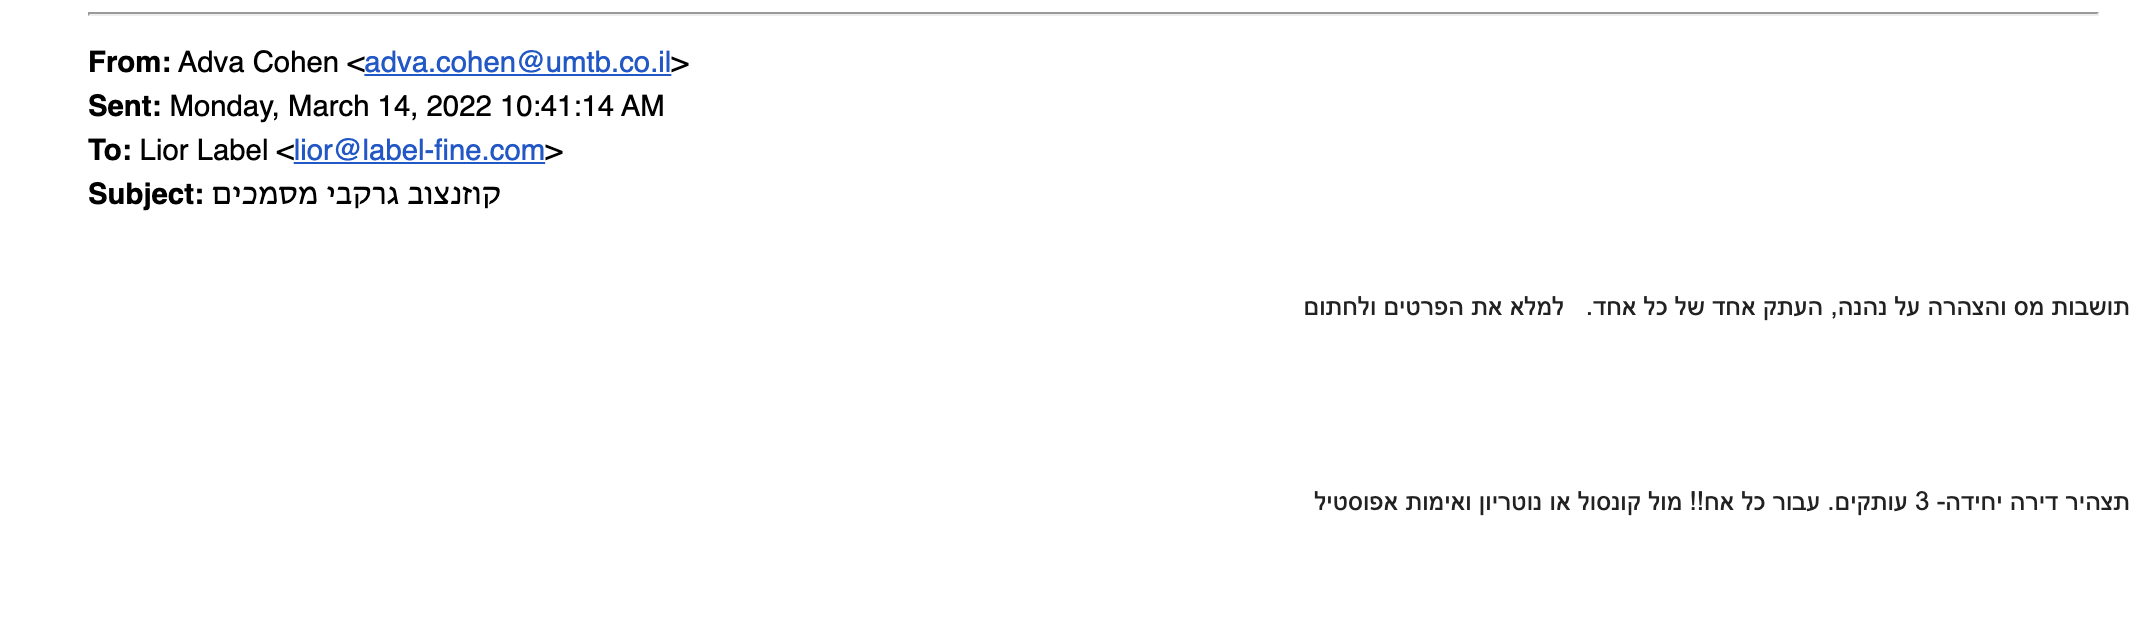 From: Adva Cohen <adva.cohen@umtb.co.il>
Sent: Monday, March 14, 2022 10:41:14 AM
To: Lior Label <lior@label-fine.com>
Subject: קוזנצוב גרקבי מסמכים
תושבות מס והצהרה על נהנה, העתק אחד של כל אחד.   למלא את הפרטים ולחתום
תצהיר דירה יחידה- 3 עותקים. עבור כל אח!! מול קונסול או נוטריון ואימות אפוסטיל